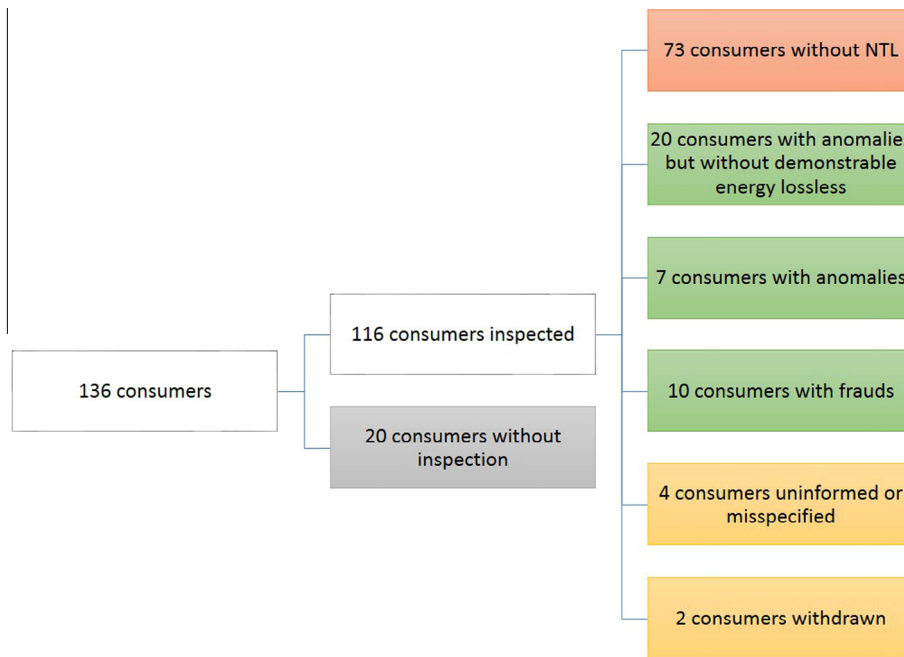 136 consumers
116 consumers inspected
20 consumers without
inspection
73 consumers without NTL
20 consumers with anomalie
but without demonstrable
energy lossless
7 consumers with anomalies
10 consumers with frauds
4 consumers uninformed or
misspecified
2 consumers withdrawn